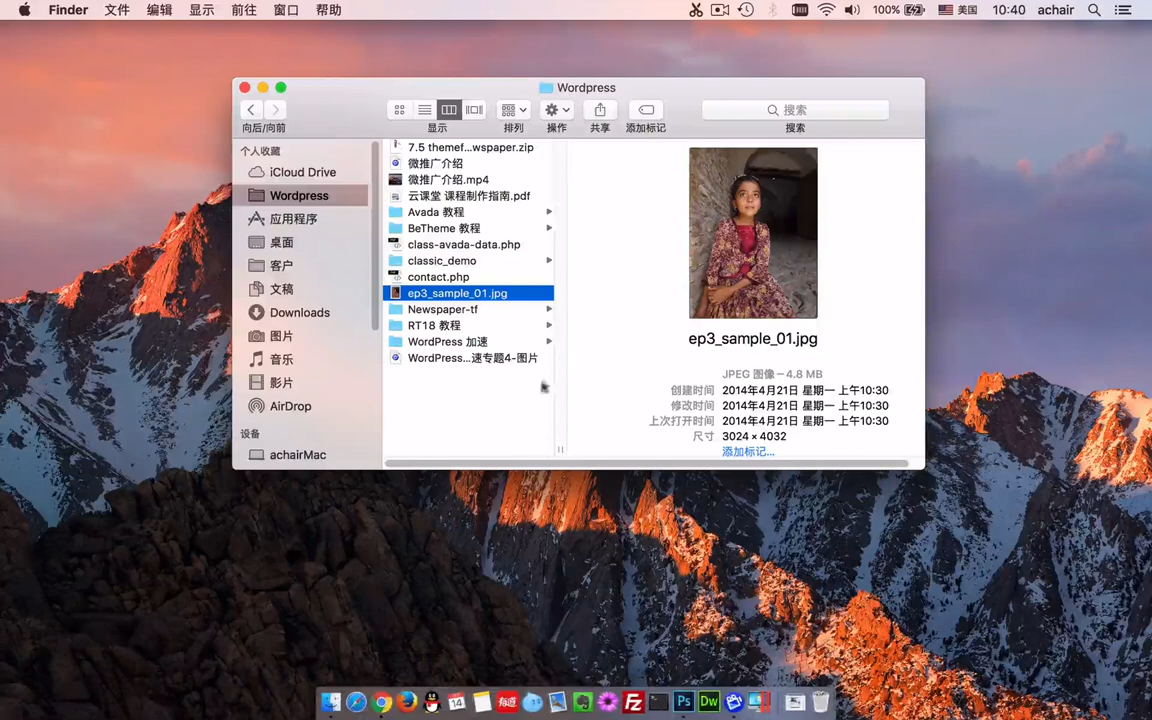 Finder 文件 编辑 显示 前往 窗口 帮助 100% 美国 10:40 achair
Wordpress
搜索
向后/向前 显示 排列 操作 共享 添加标记 搜索
个人收藏
iCloud Drive
Wordpress
应用程序
桌面
客户
文稿
Downloads
图片
音乐
影片
AirDrop
设备
achairMac
7.5 themef...wspaper.zip
微推广介绍
微推广介绍.mp4
云课堂 课程制作指南.pdf
Avada 教程
BeTheme 教程
class-avada-data.php
classic_demo
contact.php
ep3_sample_01.jpg
Newspaper-tf
RT18 教程
WordPress 加速
WordPress...速专题4-图片
ep3_sample_01.jpg
JPEG 图像 – 4.8 MB
创建时间 2014年4月21日 星期一 上午10:30
修改时间 2014年4月21日 星期一 上午10:30
上次打开时间 2014年4月21日 星期一 上午10:30
尺寸 3024 × 4032
添加标记...
14 有道 Fz Ps Dw